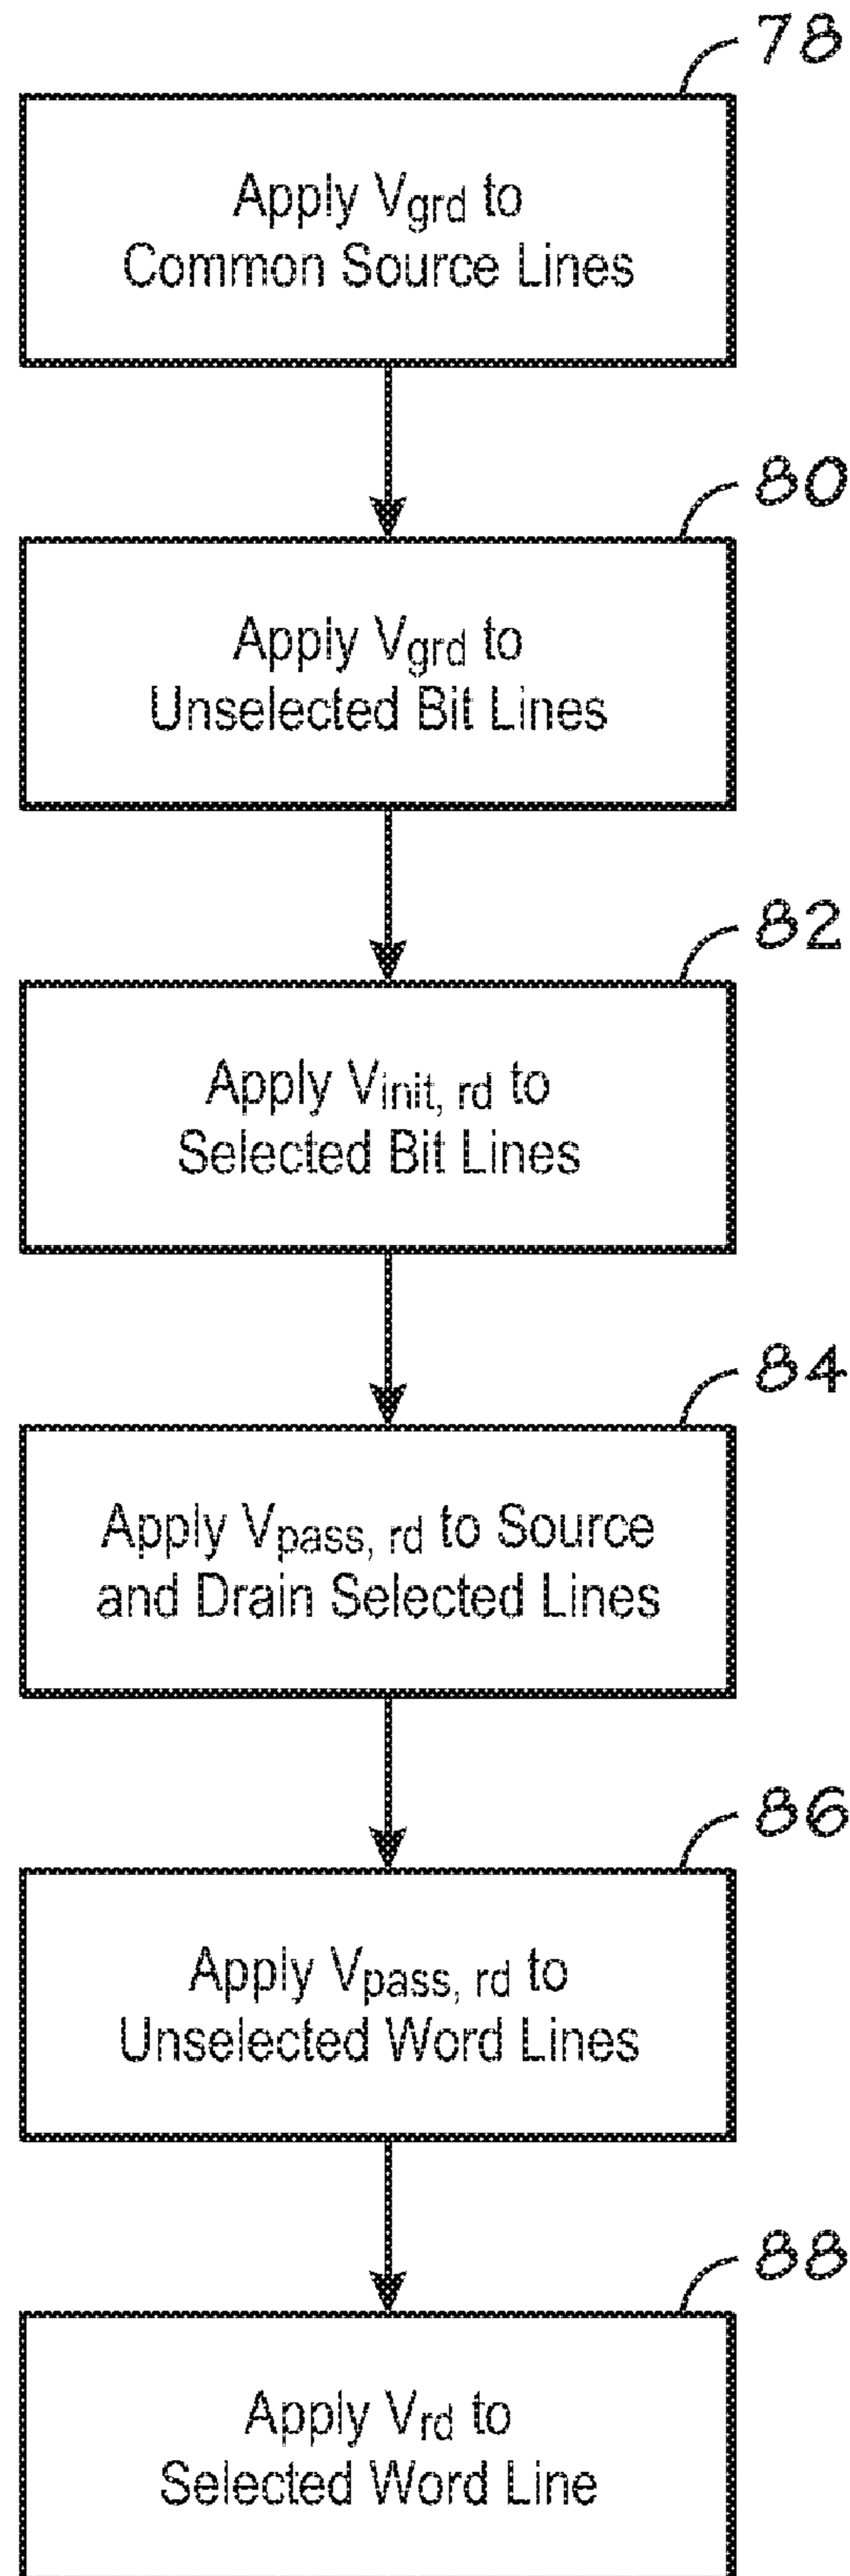 78
Apply Vgrd to
Common Source Lines
80
Apply Vgrd to
Unselected Bit Lines
82
Apply Vinit, rd to
Selected Bit Lines
84
Apply Vpass, rd to Source
and Drain Selected Lines
86
Apply Vpass, rd to
Unselected Word Lines
88
Apply Vrd to
Selected Word Line